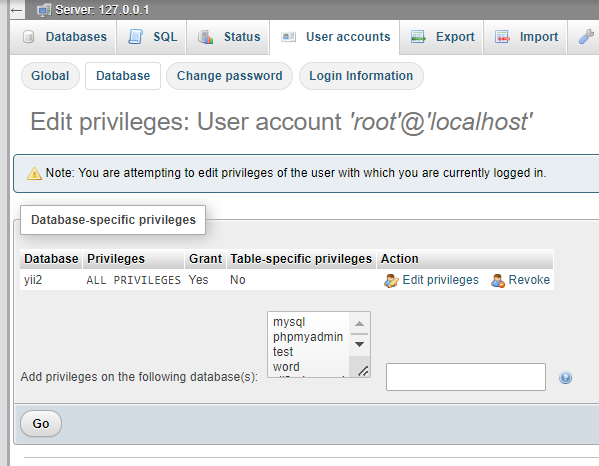 Server: 127.0.0.1
Databases SQL Status User accounts Export Import
Global Database Change password Login Information
Edit privileges: User account 'root'@'localhost'
Note: You are attempting to edit privileges of the user with which you are currently logged in.
Database-specific privileges
Database Privileges Grant Table-specific privileges Action
yii2 ALL PRIVILEGES Yes No Edit privileges Revoke
mysql
phpmyadmin
test
word
Add privileges on the following database(s):
Go